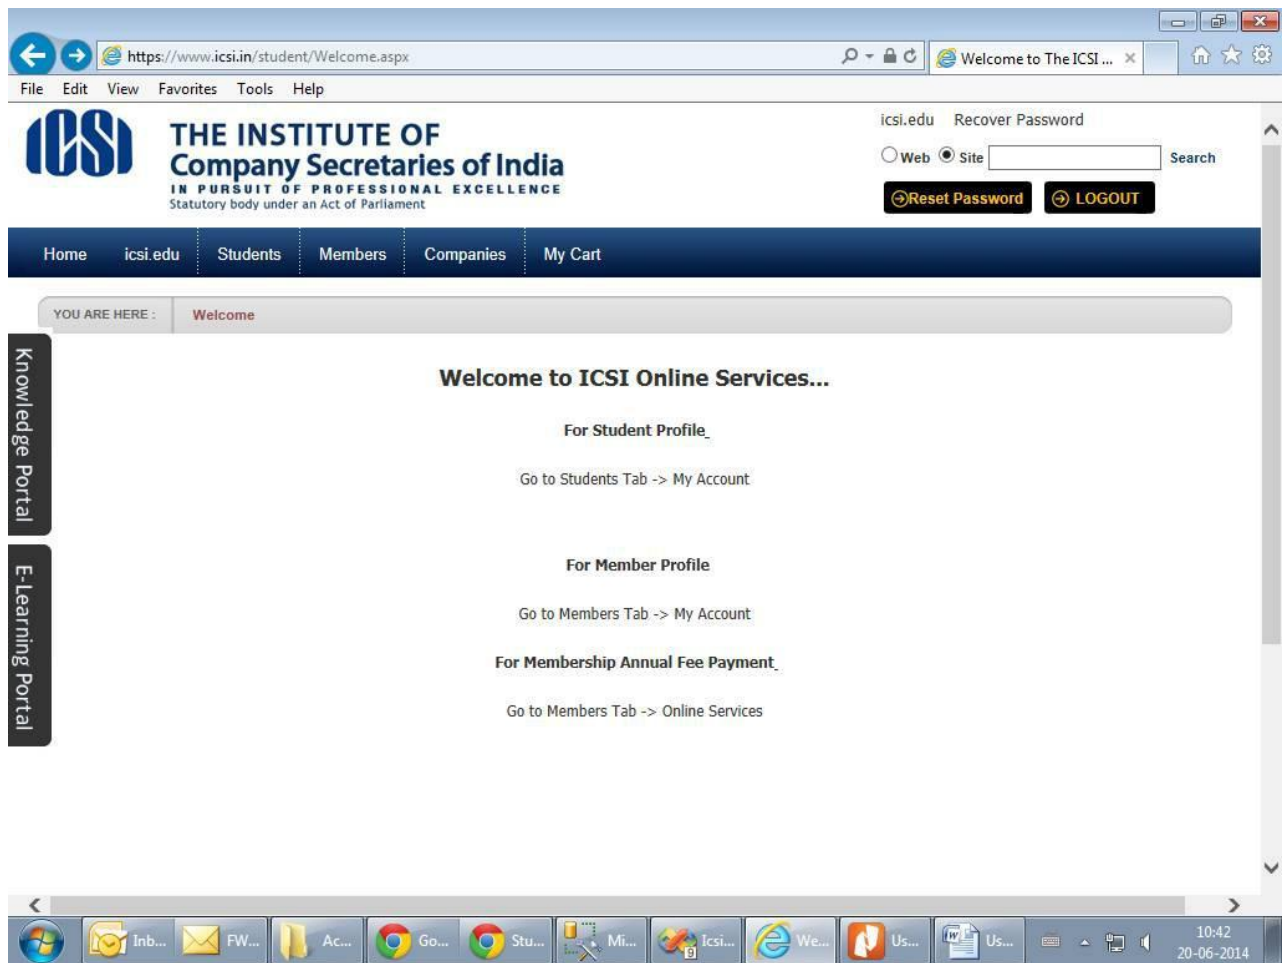 https://www.icsi.in/student/Welcome.aspx
Welcome to The ICSI ...
File Edit View Favorites Tools Help
ICSI
THE INSTITUTE OF
Company Secretaries of India
IN PURSUIT OF PROFESSIONAL EXCELLENCE
Statutory body under an Act of Parliament
icsi.edu Recover Password
Web Site Search
Reset Password LOGOUT
Home icsi.edu Students Members Companies My Cart
YOU ARE HERE : Welcome
Knowledge Portal
E-Learning Portal
Welcome to ICSI Online Services...
For Student Profile
Go to Students Tab -> My Account
For Member Profile
Go to Members Tab -> My Account
For Membership Annual Fee Payment
Go to Members Tab -> Online Services
Inb... FW... Ac... Go... Stu... Mi... Icsi... We... Us... Us... 10:42
20-06-2014